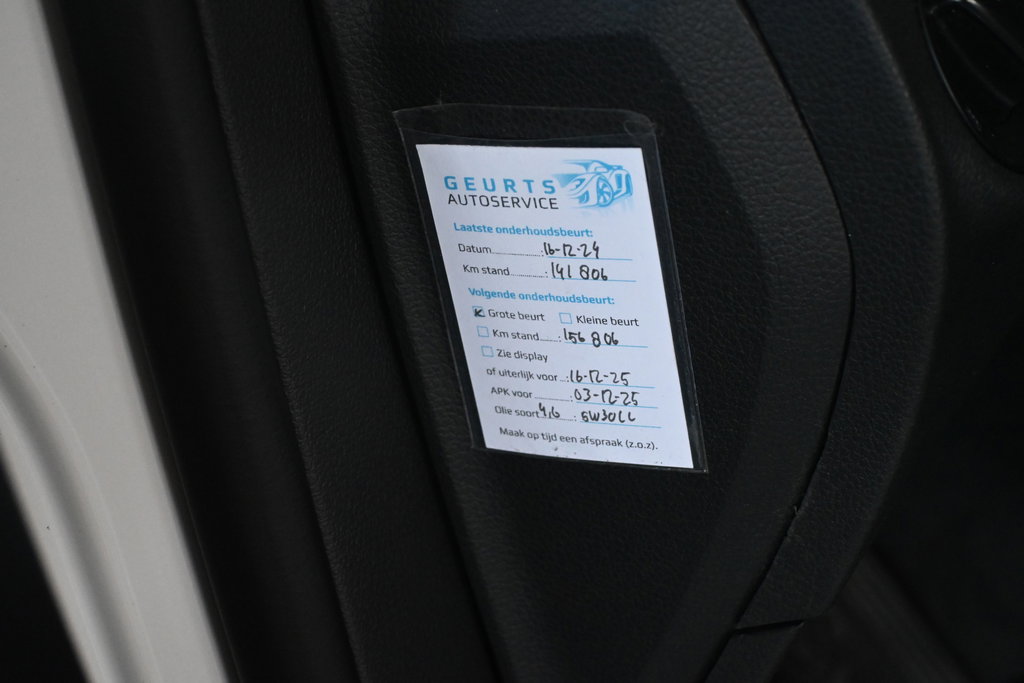 GEURTS
AUTOSERVICE
Laatste onderhoudsbeurt:
Datum..............: 16-12-24
Km stand............: 141 806
Volgende onderhoudsbeurt:
Grote beurt Kleine beurt
Km stand......: 156 806
Zie display
of uiterlijk voor...: 16-12-25
APK voor ............: 03-12-25
Olie soort 4,6 : 5W30LL
Maak op tijd een afspraak (z.o.z).